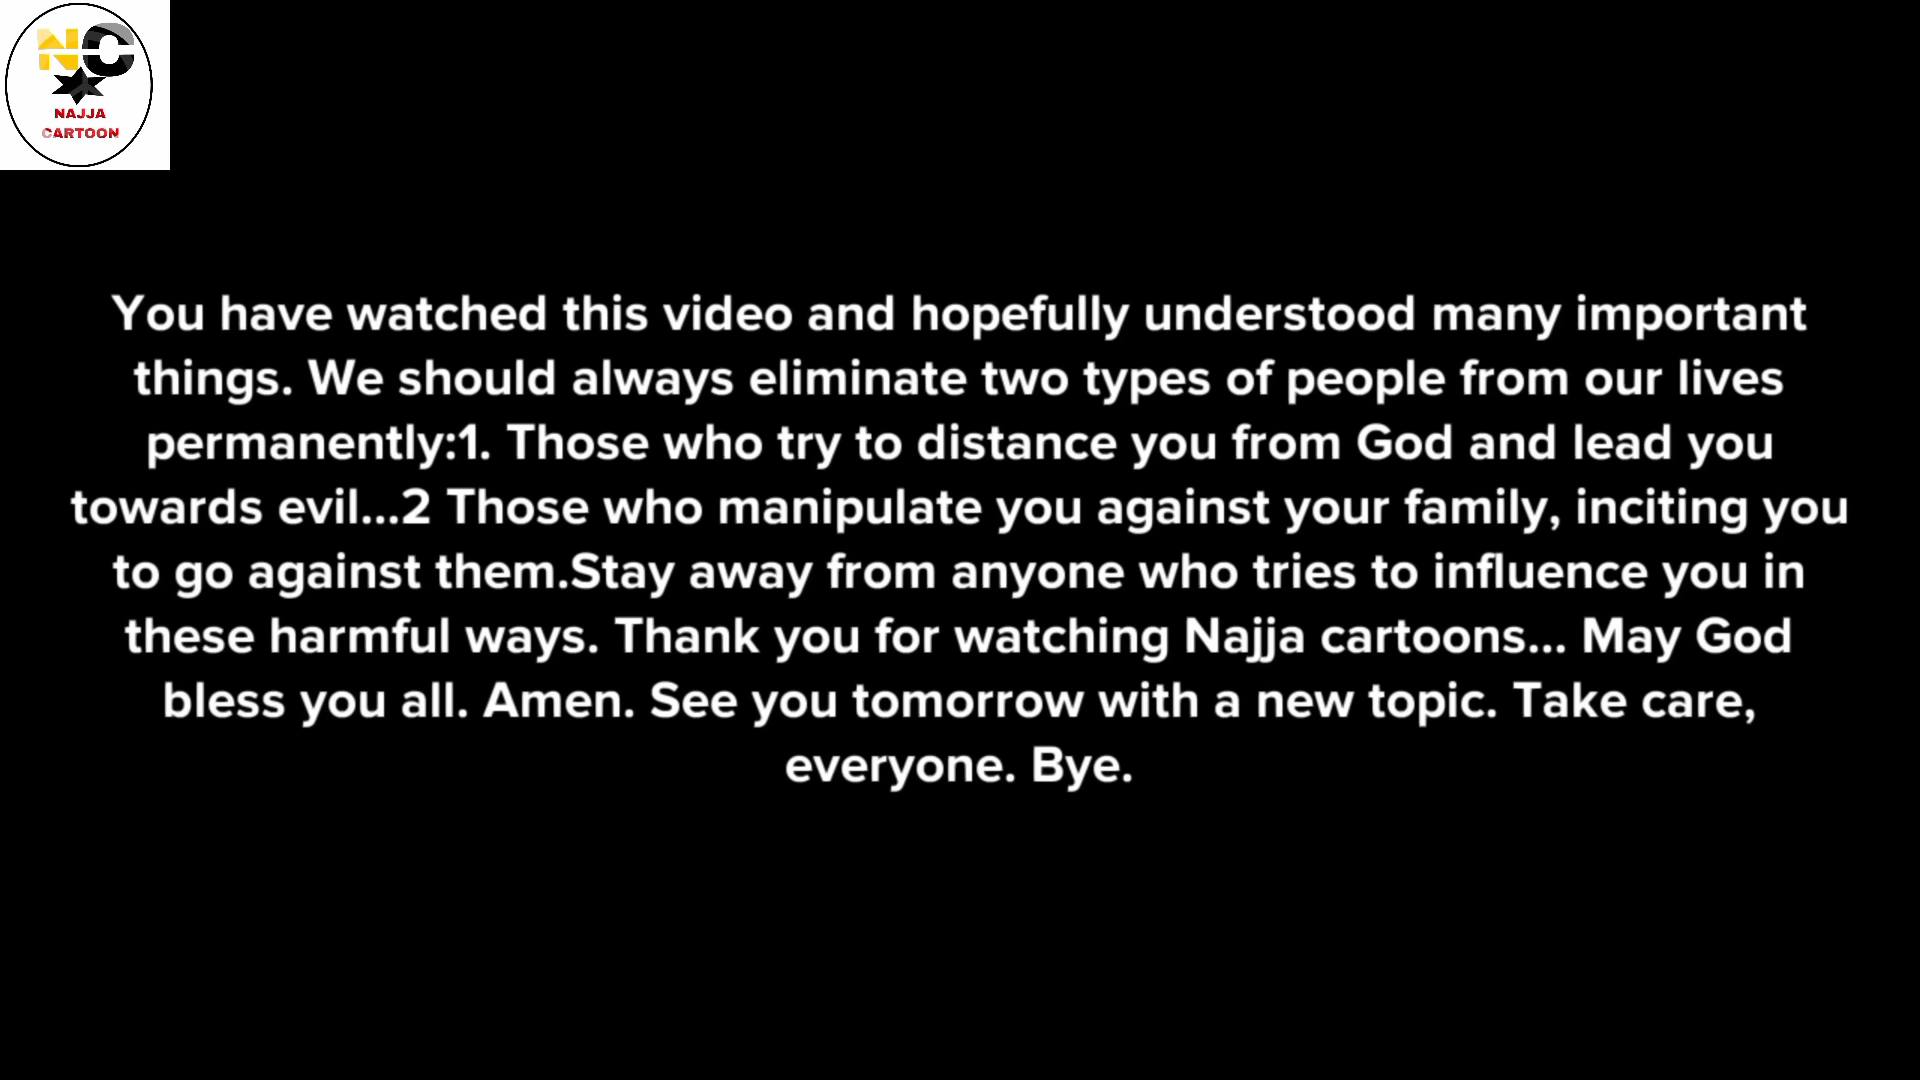 NC
NAJJA
CARTOON
You have watched this video and hopefully understood many important
things. We should always eliminate two types of people from our lives
permanently:1. Those who try to distance you from God and lead you
towards evil...2 Those who manipulate you against your family, inciting you
to go against them.Stay away from anyone who tries to influence you in
these harmful ways. Thank you for watching Najja cartoons... May God
bless you all. Amen. See you tomorrow with a new topic. Take care,
everyone. Bye.